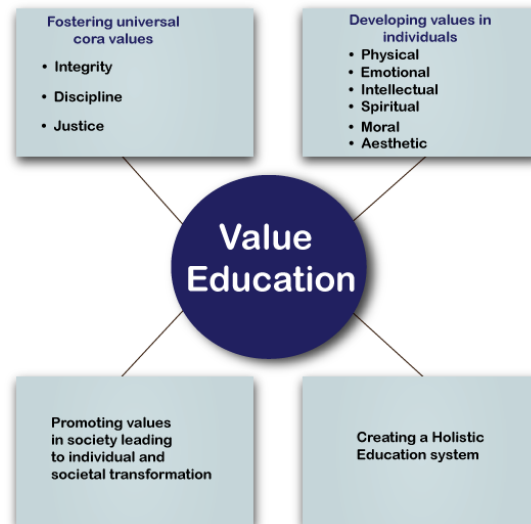 Fostering universal
cora values
• Integrity
• Discipline
• Justice
Developing values in
individuals
• Physical
• Emotional
• Intellectual
• Spiritual
• Moral
• Aesthetic
Value
Education
Promoting values
in society leading
to individual and
societal transformation
Creating a Holistic
Education system